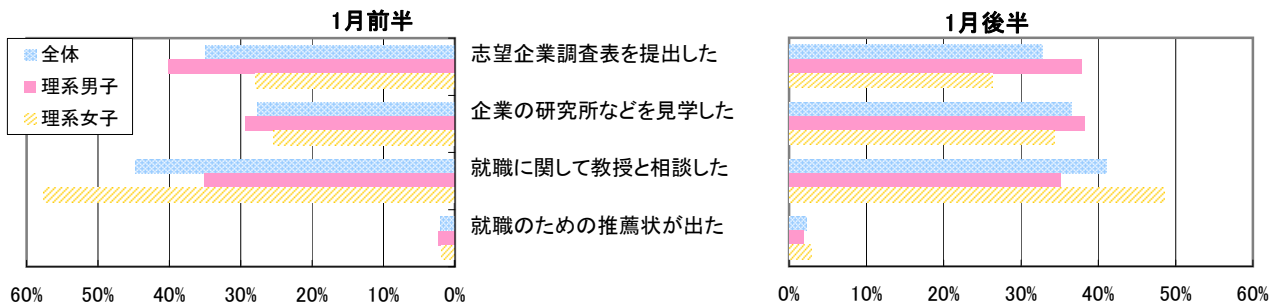 1月前半
1月後半
全体
理系男子
理系女子
志望企業調査表を提出した
企業の研究所などを見学した
就職に関して教授と相談した
就職のための推薦状が出た
60% 50% 40% 30% 20% 10% 0%
0% 10% 20% 30% 40% 50% 60%